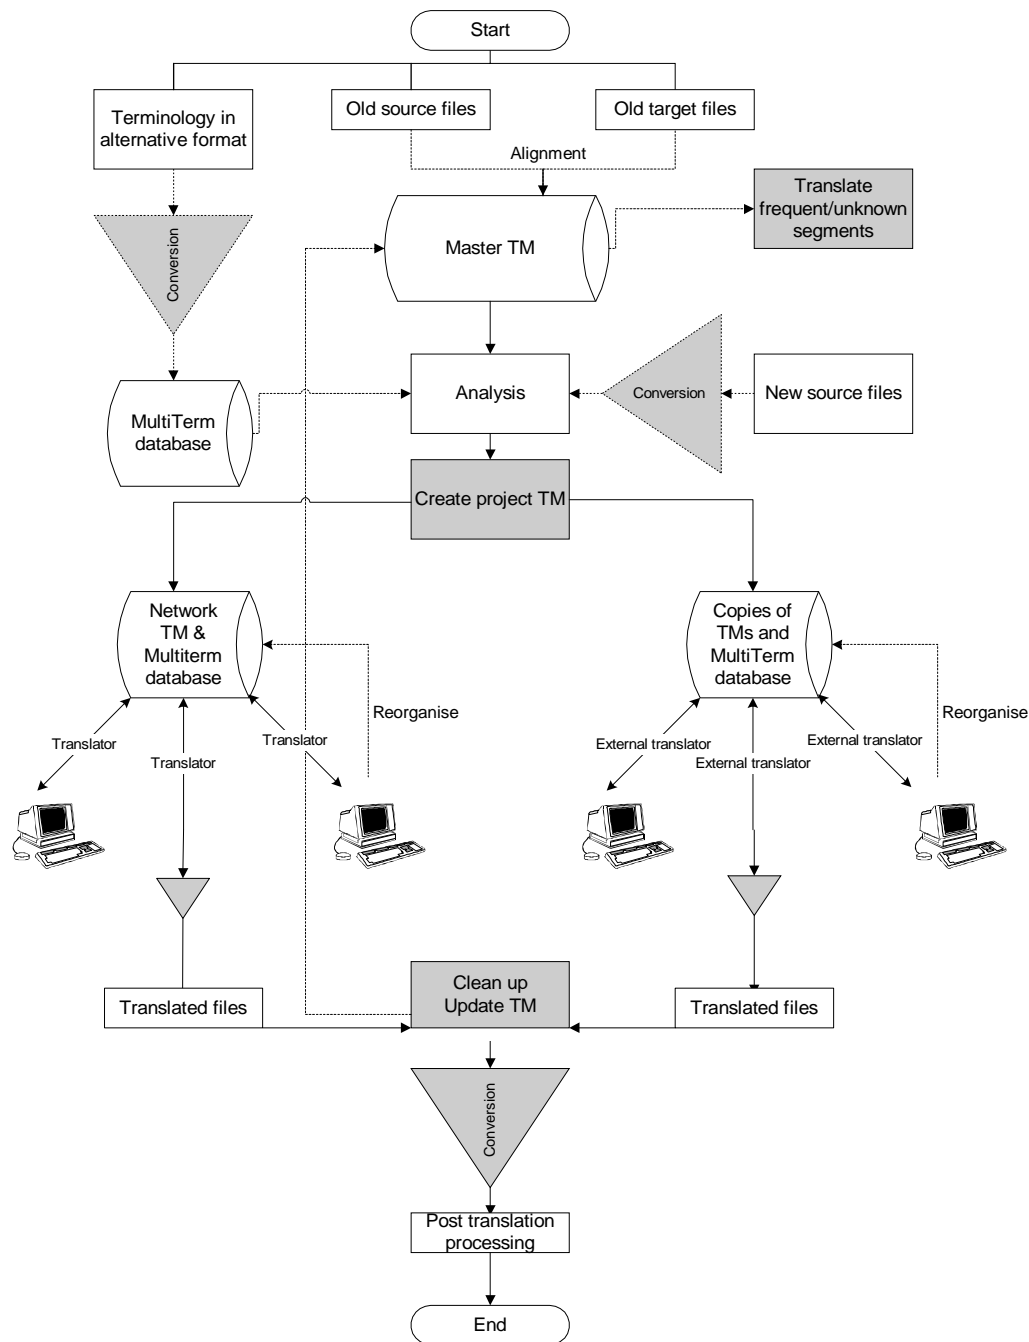 Start
Terminology in
alternative format
Old source files
Old target files
Alignment
Translate
frequent/unknown
segments
Conversion
Master TM
MultiTerm
database
Analysis
Conversion
New source files
Create project TM
Network
TM &
Multiterm
database
Copies of
TMs and
MultiTerm
database
Reorganise
Reorganise
Translator
Translator
Translator
External translator
External translator
External translator
Translated files
Clean up
Update TM
Translated files
Conversion
Post translation
processing
End